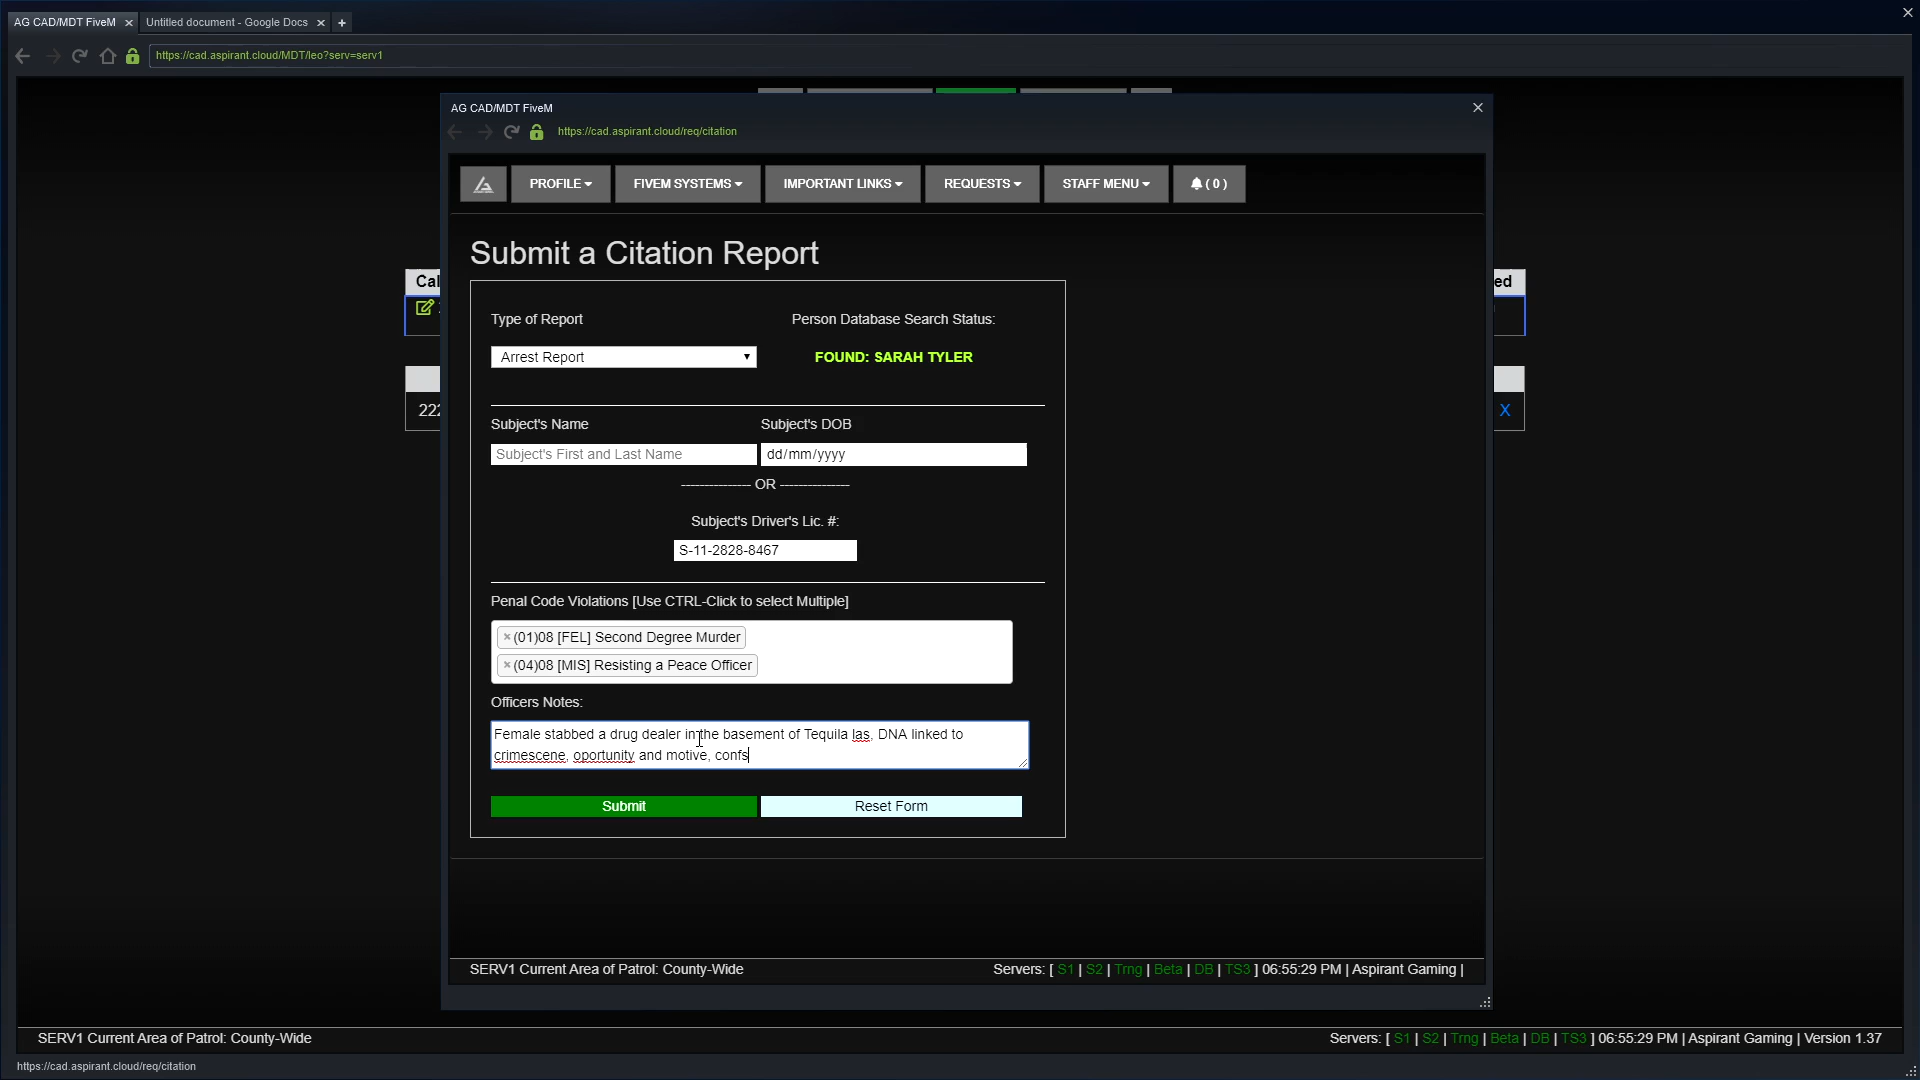 AG CAD/MDT FiveM ×
Untitled document - Google Docs ×
+
https://cad.aspirant.cloud/MDT/leo?serv=serv1
AG CAD/MDT FiveM
https://cad.aspirant.cloud/req/citation
PROFILE
FIVEM SYSTEMS
IMPORTANT LINKS
REQUESTS
STAFF MENU
( 0 )
Submit a Citation Report
Cal
ed
Type of Report
Person Database Search Status:
Arrest Report
FOUND: SARAH TYLER
222
X
Subject's Name
Subject's DOB
Subject's First and Last Name
dd/mm/yyyy
--------------- OR ---------------
Subject's Driver's Lic. #:
S-11-2828-8467
Penal Code Violations [Use CTRL-Click to select Multiple]
×(01)08 [FEL] Second Degree Murder
×(04)08 [MIS] Resisting a Peace Officer
Officers Notes:
Female stabbed a drug dealer in the basement of Tequila las, DNA linked to
crimescene, oportunity and motive, confs
Submit
Reset Form
SERV1 Current Area of Patrol: County-Wide
Servers: [ S1 | S2 | Trng | Beta | DB | TS3 ] 06:55:29 PM | Aspirant Gaming |
SERV1 Current Area of Patrol: County-Wide
Servers: [ S1 | S2 | Trng | Beta | DB | TS3 ] 06:55:29 PM | Aspirant Gaming | Version 1.37
https://cad.aspirant.cloud/req/citation